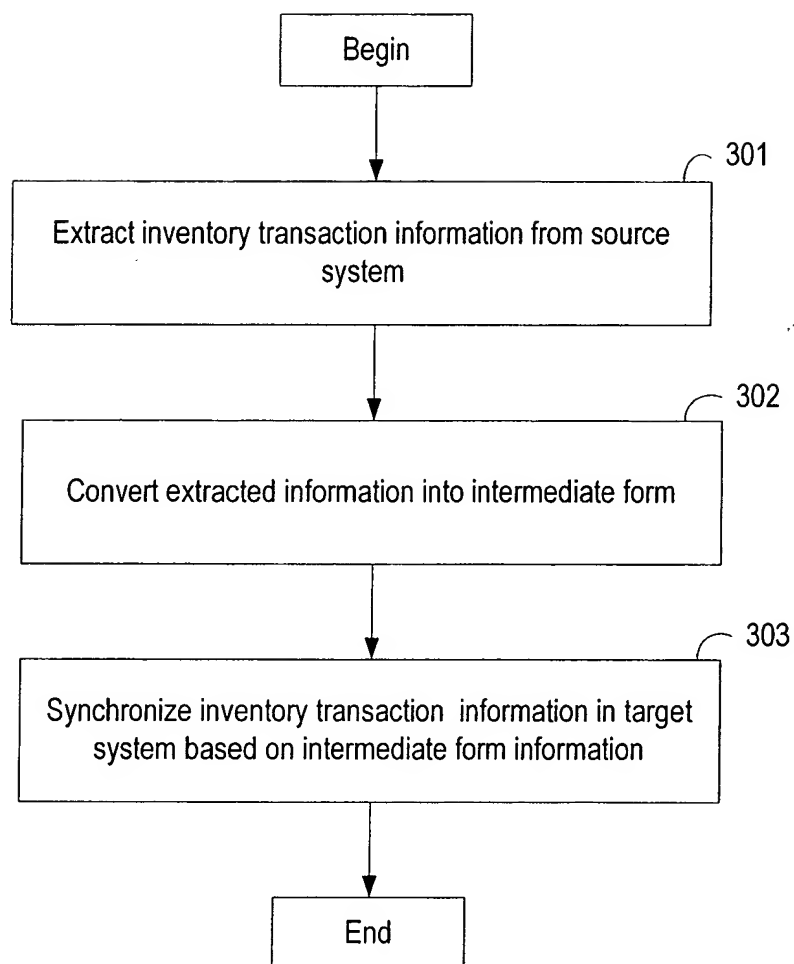 Begin
301
Extract inventory transaction information from source
system
302
Convert extracted information into intermediate form
303
Synchronize inventory transaction information in target
system based on intermediate form information
End